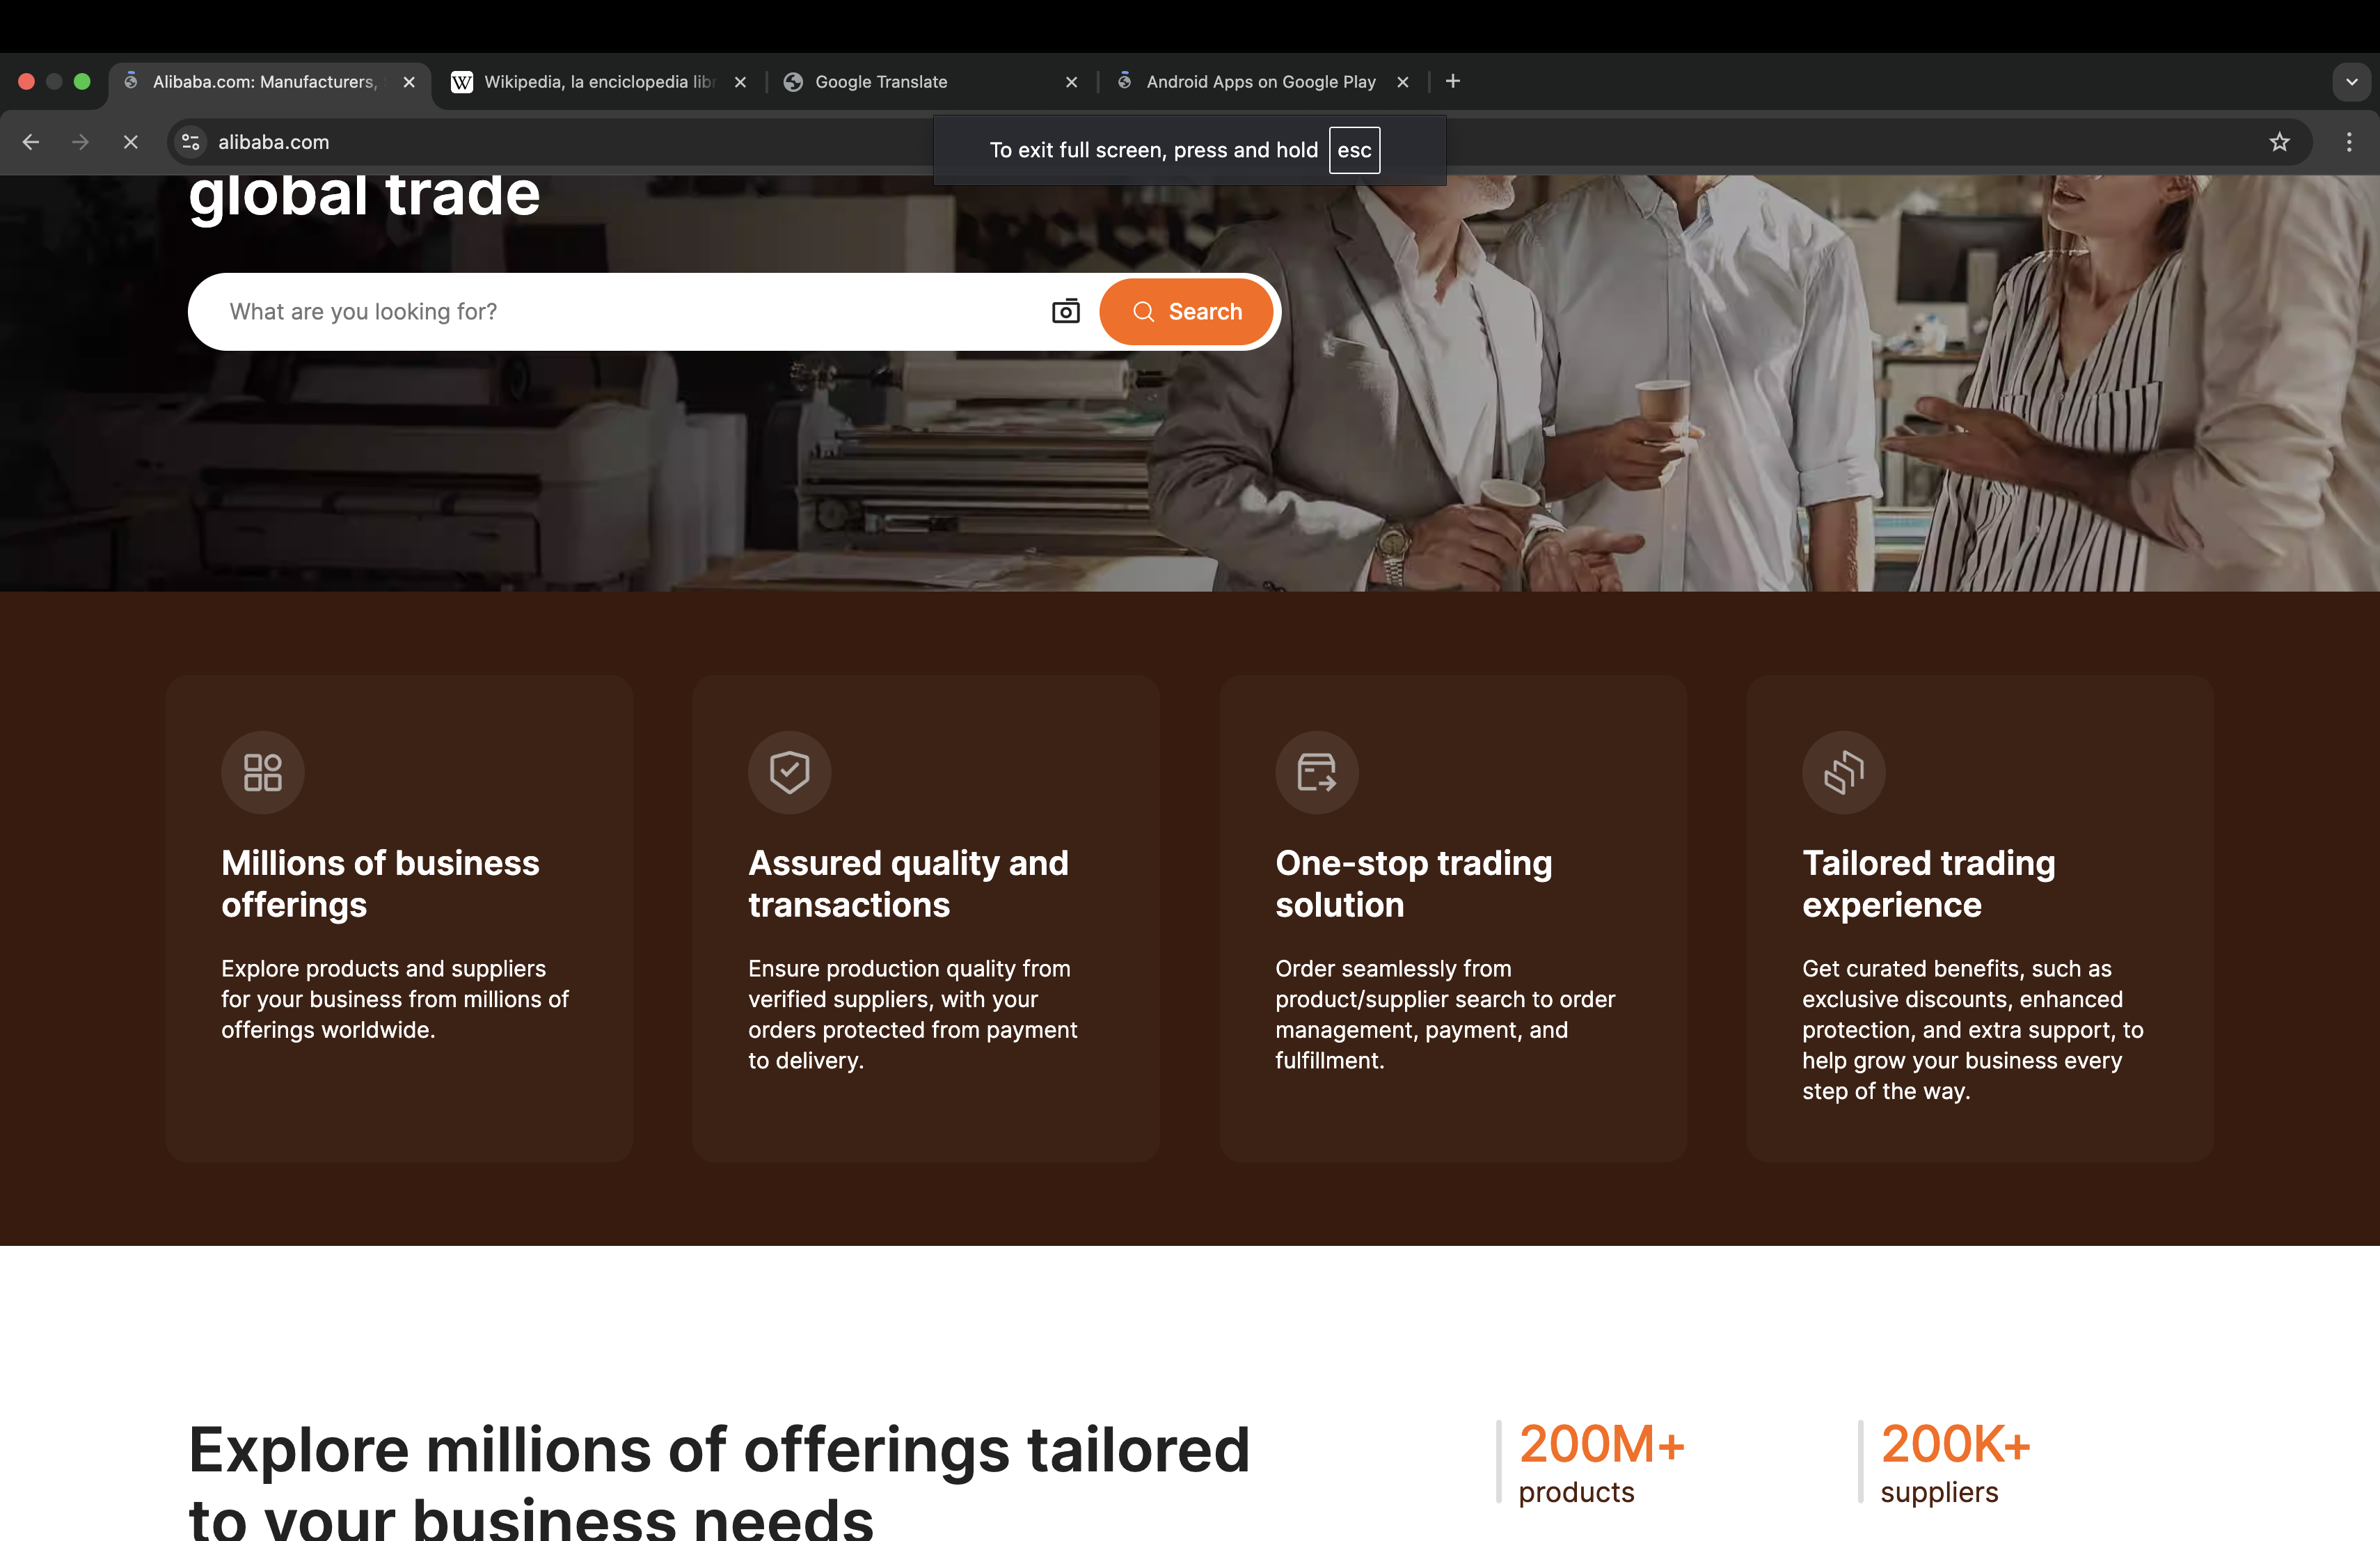 Alibaba.com: Manufacturers,
Wikipedia, la enciclopedia libr
Google Translate
Android Apps on Google Play
alibaba.com
To exit full screen, press and hold esc
global trade
What are you looking for?
Search
Millions of business
offerings
Explore products and suppliers
for your business from millions of
offerings worldwide.
Assured quality and
transactions
Ensure production quality from
verified suppliers, with your
orders protected from payment
to delivery.
One-stop trading
solution
Order seamlessly from
product/supplier search to order
management, payment, and
fulfillment.
Tailored trading
experience
Get curated benefits, such as
exclusive discounts, enhanced
protection, and extra support, to
help grow your business every
step of the way.
Explore millions of offerings tailored
to your business needs
200M+
products
200K+
suppliers